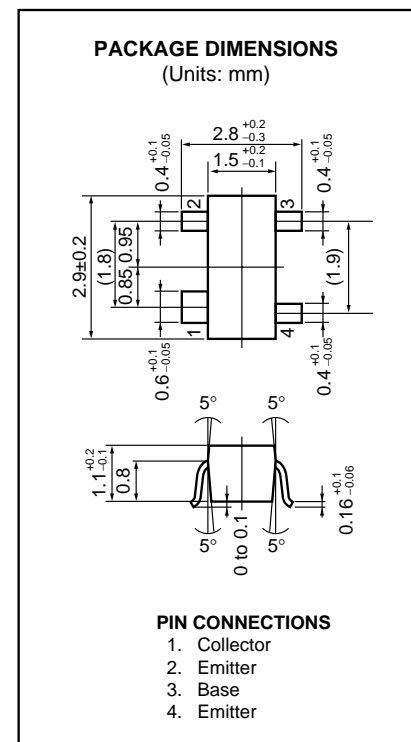 PACKAGE DIMENSIONS
(Units: mm)
2.8 +0.2 −0.3
1.5 +0.2 −0.1
0.4 +0.1 −0.05
0.4 +0.1 −0.05
2
3
2.9±0.2
(1.8)
0.95
0.85
(1.9)
1
4
0.6 +0.1 −0.05
0.4 +0.1 −0.05
5°
5°
1.1 +0.2 −0.1
0.8
0.16 +0.1 −0.06
5°
0 to 0.1
5°
PIN CONNECTIONS
1. Collector
2. Emitter
3. Base
4. Emitter